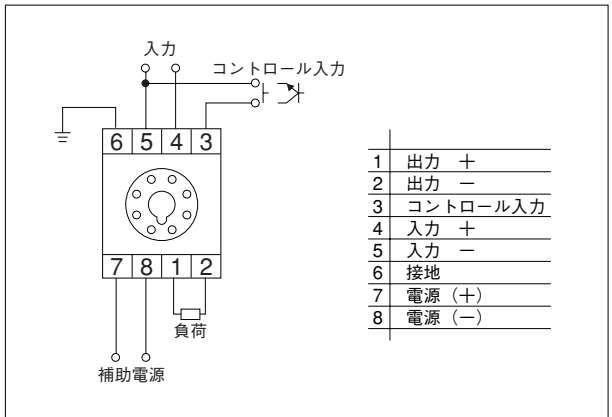 入力
コントロール入力
6 5 4 3
7 8 1 2
負荷
補助電源
1 出力 ＋
2 出力 －
3 コントロール入力
4 入力 ＋
5 入力 －
6 接地
7 電源（＋）
8 電源（－）